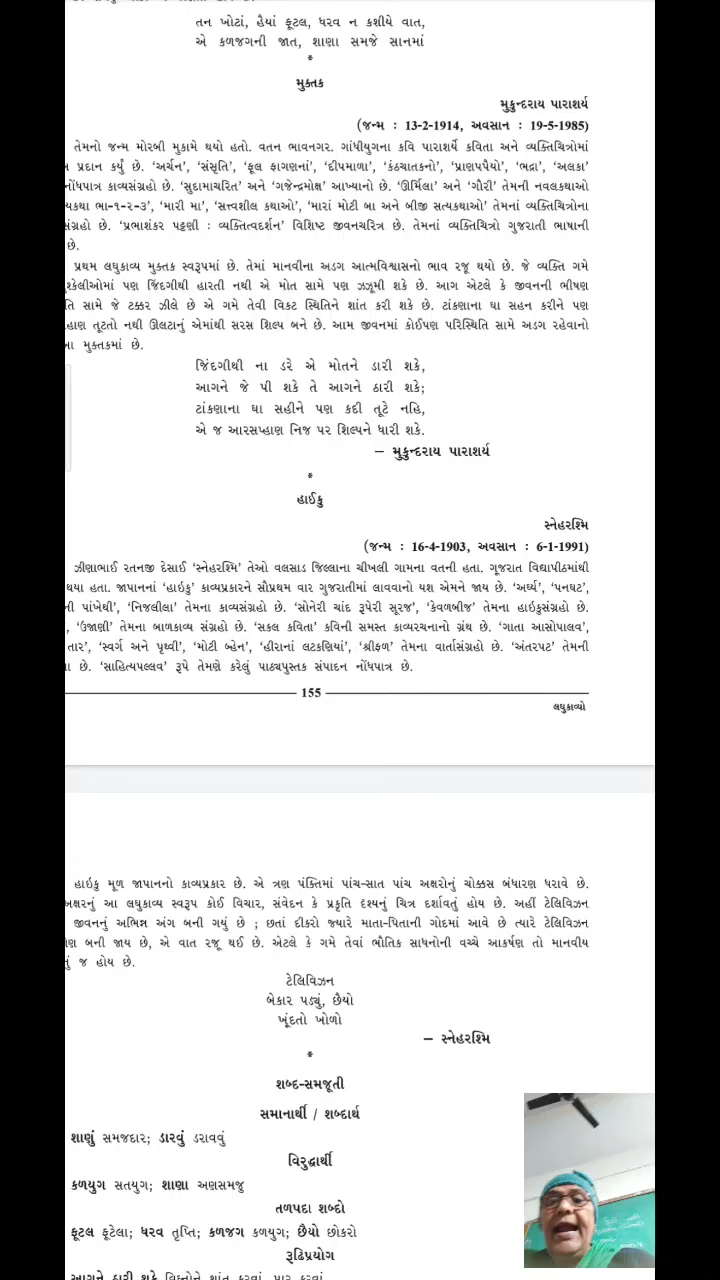 તન ખોટાં, હૈયાં ફૂટલ, ધરવ ન કશીયે વાત,
એ કળજગની જાત, શાણા સમજે સાનમાં
*
મુક્તક
મુકુન્દરાય પારાશર્ય
(જન્મ : 13-2-1914, અવસાન : 19-5-1985)
તેમનો જન્મ મોરબી મુકામે થયો હતો. વતન ભાવનગર. ગાંધીયુગના કવિ પારાશર્યે કવિતા અને વ્યક્તિચિત્રોમાં
પ્રદાન કર્યું છે. ‘અર્ચન’, ‘સંસૃતિ’, ‘ફૂલ ફાગણનાં’, ‘દીપમાળા’, ‘કંઠચાતકનો’, ‘પ્રાણપપૈયો’, ‘ભદ્રા’, ‘અલકા’
નોંધપાત્ર કાવ્યસંગ્રહો છે. ‘સુદામાચરિત’ અને ‘ગજેન્દ્રમોક્ષ’ આખ્યાનો છે. ‘ઊર્મિલા’ અને ‘ગૌરી’ તેમની નવલકથાઓ
યકથા ભા-૧-૨-૩’, ‘મારી મા’, ‘સત્ત્વશીલ કથાઓ’, ‘મારાં મોટી બા અને બીજી સત્યકથાઓ’ તેમનાં વ્યક્તિચિત્રોના
સંગ્રહો છે. ‘પ્રભાશંકર પટ્ટણી : વ્યક્તિત્વદર્શન’ વિશિષ્ટ જીવનચરિત્ર છે. તેમનાં વ્યક્તિચિત્રો ગુજરાતી ભાષાની
છે.
પ્રથમ લઘુકાવ્ય મુક્તક સ્વરૂપમાં છે. તેમાં માનવીના અડગ આત્મવિશ્વાસનો ભાવ રજૂ થયો છે. જે વ્યક્તિ ગમે
શ્કેલીઓમાં પણ જિંદગીથી હારતી નથી એ મોત સામે પણ ઝઝૂમી શકે છે. આગ એટલે કે જીવનની ભીષણ
તિ સામે જે ટક્કર ઝીલે છે એ ગમે તેવી વિકટ સ્થિતિને શાંત કરી શકે છે. ટાંકણાના ઘા સહન કરીને પણ
હાણ તૂટતો નથી ઊલટાનું એમાંથી સરસ શિલ્પ બને છે. આમ જીવનમાં કોઈપણ પરિસ્થિતિ સામે અડગ રહેવાનો
આ મુક્તકમાં છે.
જિંદગીથી ના ડરે એ મોતને ડારી શકે,
આગને જે પી શકે તે આગને ઠારી શકે;
ટાંકણાના ઘા સહીને પણ કદી તૂટે નહિ,
એ જ આરસપ્હાણ નિજ પર શિલ્પને ધારી શકે.
– મુકુન્દરાય પારાશર્ય
*
હાઈકુ
સ્નેહરશ્મિ
(જન્મ : 16-4-1903, અવસાન : 6-1-1991)
ઝીણાભાઈ રતનજી દેસાઈ ‘સ્નેહરશ્મિ’ તેઓ વલસાડ જિલ્લાના ચીખલી ગામના વતની હતા. ગૂજરાત વિદ્યાપીઠમાંથી
થયા હતા. જાપાનનાં ‘હાઇકુ’ કાવ્યપ્રકારને સૌપ્રથમ વાર ગુજરાતીમાં લાવવાનો યશ એમને જાય છે. ‘અર્ઘ્ય’, ‘પનઘટ’,
ની પાંખેથી’, ‘નિજલીલા’ તેમના કાવ્યસંગ્રહો છે. ‘સોનેરી ચાંદ રૂપેરી સૂરજ’, ‘કેવળબીજ’ તેમના હાઇકુસંગ્રહો છે.
, ‘ઉજાણી’ તેમના બાળકાવ્ય સંગ્રહો છે. ‘સકલ કવિતા’ કવિની સમસ્ત કાવ્યરચનાનો ગ્રંથ છે. ‘ગાતા આસોપાલવ’,
તાર’, ‘સ્વર્ગ અને પૃથ્વી’, ‘મોટી બ્હેન’, ‘હીરાનાં લટકણિયાં’, ‘શ્રીફળ’ તેમના વાર્તાસંગ્રહો છે. ‘અંતરપટ’ તેમની
ા છે. ‘સાહિત્યપલ્લવ’ રૂપે તેમણે કરેલું પાઠ્યપુસ્તક સંપાદન નોંધપાત્ર છે.
155
લઘુકાવ્યો
હાઇકુ મૂળ જાપાનનો કાવ્યપ્રકાર છે. એ ત્રણ પંક્તિમાં પાંચ-સાત પાંચ અક્ષરોનું ચોક્કસ બંધારણ ધરાવે છે.
અક્ષરનું આ લઘુકાવ્ય સ્વરૂપ કોઈ વિચાર, સંવેદન કે પ્રકૃતિ દૃશ્યનું ચિત્ર દર્શાવતું હોય છે. અહીં ટેલિવિઝન
જીવનનું અભિન્ન અંગ બની ગયું છે ; છતાં દીકરો જ્યારે માતા-પિતાની ગોદમાં આવે છે ત્યારે ટેલિવિઝન
ણ બની જાય છે, એ વાત રજૂ થઈ છે. એટલે કે ગમે તેવાં ભૌતિક સાધનોની વચ્ચે આકર્ષણ તો માનવીય
નું જ હોય છે.
ટેલિવિઝન
બેકાર પડ્યું, છૈયો
ખૂંદતો ખોળો
– સ્નેહરશ્મિ
*
શબ્દ-સમજૂતી
સમાનાર્થી / શબ્દાર્થ
શાણું સમજદાર; ડારવું ડરાવવું
વિરુદ્ધાર્થી
કળયુગ સતયુગ; શાણા અણસમજુ
તળપદા શબ્દો
ફૂટલ ફૂટેલા; ધરવ તૃપ્તિ; કળજગ કળયુગ; છૈયો છોકરો
રૂઢિપ્રયોગ
આગને ઠારી શકે વિઘ્નોને શાંત કરવાં, પાર કરવાં